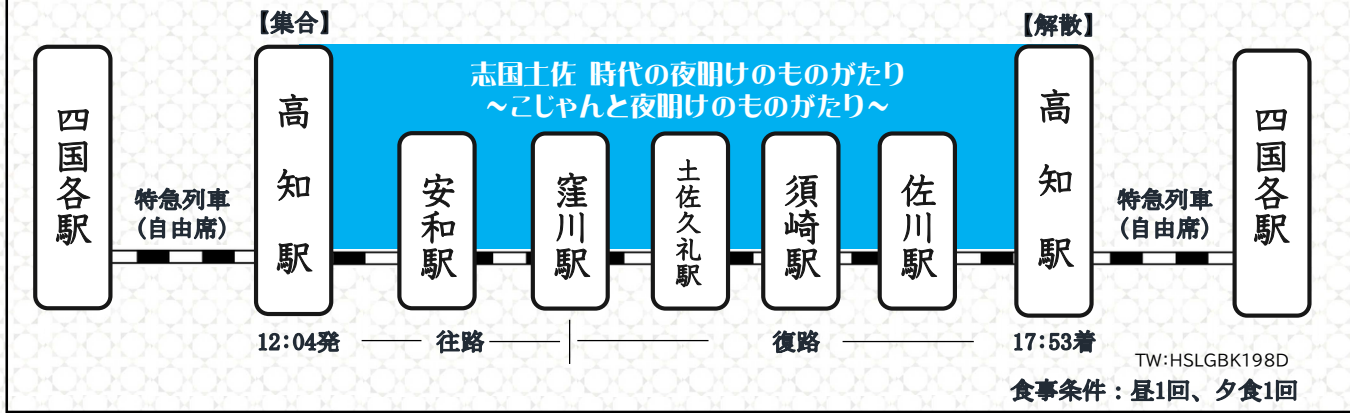 【集合】
【解散】
志国土佐 時代の夜明けのものがたり
～こじゃんと夜明けのものがたり～
四国各駅
特急列車
(自由席)
高知駅
安和駅
窪川駅
土佐久礼駅
須崎駅
佐川駅
高知駅
特急列車
(自由席)
四国各駅
12:04発
往路
復路
17:53着
TW:HSLGBK198D
食事条件：昼1回、夕食1回